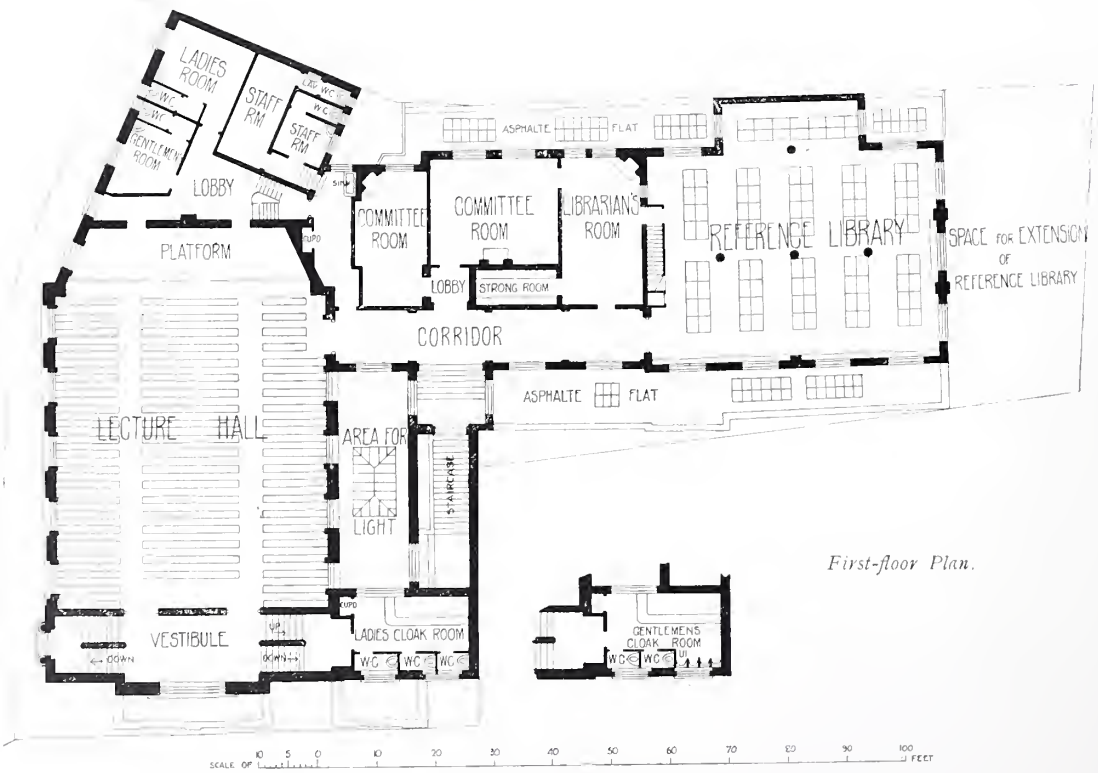 LADIES
ROOM
WC
WC
GENTLEMENS
ROOM
STAFF
RM
LAV. WC
WC
STAFF
RM
LOBBY
SINK
CUPD
PLATFORM
COMMITTEE
ROOM
COMMITTEE
ROOM
LIBRARIAN'S
ROOM
LOBBY
STRONG ROOM
ASPHALTE FLAT
REFERENCE LIBRARY
SPACE FOR EXTENSION
OF
REFERENCE LIBRARY
CORRIDOR
ASPHALTE FLAT
LECTURE HALL
AREA FOR
LIGHT
STAIRCASE
First-floor Plan.
VESTIBULE
UP
DOWN
DOWN
CUPD
LADIES CLOAK ROOM
WC WC WC
GENTLEMENS
CLOAK ROOM
WC WC UI
SCALE OF 10 5 0 10 20 30 40 50 60 70 80 90 100 FEET